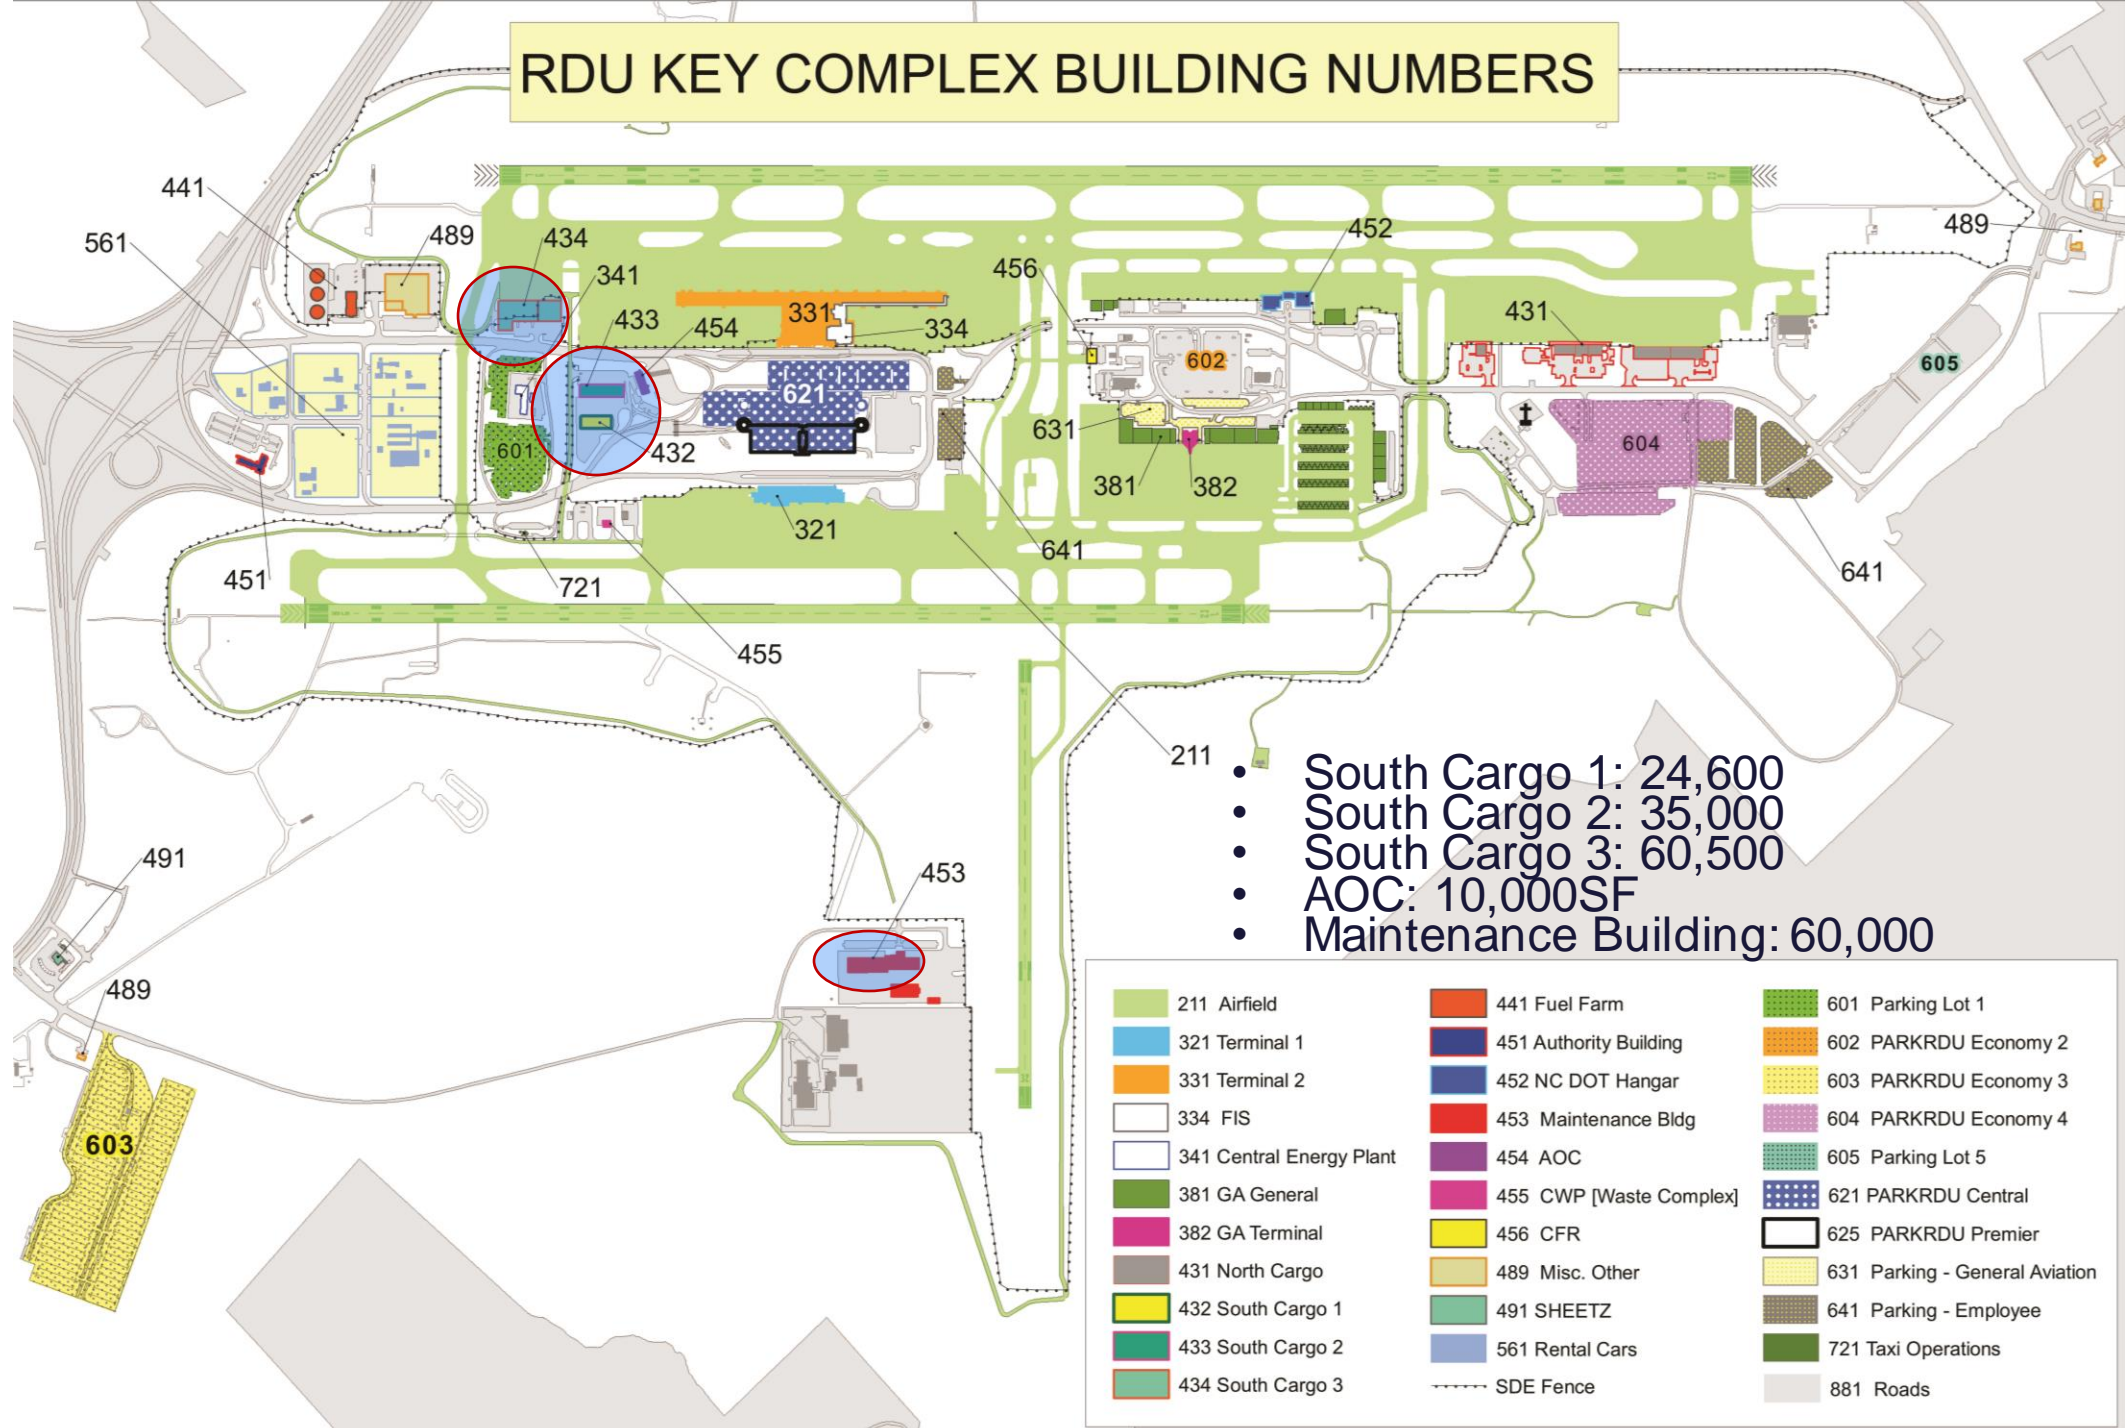 RDU KEY COMPLEX BUILDING NUMBERS
441
561
489
434
341
433
454
331
334
456
452
489
431
602
605
621
601
432
631
381
382
604
321
641
641
451
721
455
211
491
453
489
603
• South Cargo 1: 24,600
• South Cargo 2: 35,000
• South Cargo 3: 60,500
• AOC: 10,000SF
• Maintenance Building: 60,000
211 Airfield
321 Terminal 1
331 Terminal 2
334 FIS
341 Central Energy Plant
381 GA General
382 GA Terminal
431 North Cargo
432 South Cargo 1
433 South Cargo 2
434 South Cargo 3
441 Fuel Farm
451 Authority Building
452 NC DOT Hangar
453 Maintenance Bldg
454 AOC
455 CWP [Waste Complex]
456 CFR
489 Misc. Other
491 SHEETZ
561 Rental Cars
SDE Fence
601 Parking Lot 1
602 PARKRDU Economy 2
603 PARKRDU Economy 3
604 PARKRDU Economy 4
605 Parking Lot 5
621 PARKRDU Central
625 PARKRDU Premier
631 Parking - General Aviation
641 Parking - Employee
721 Taxi Operations
881 Roads